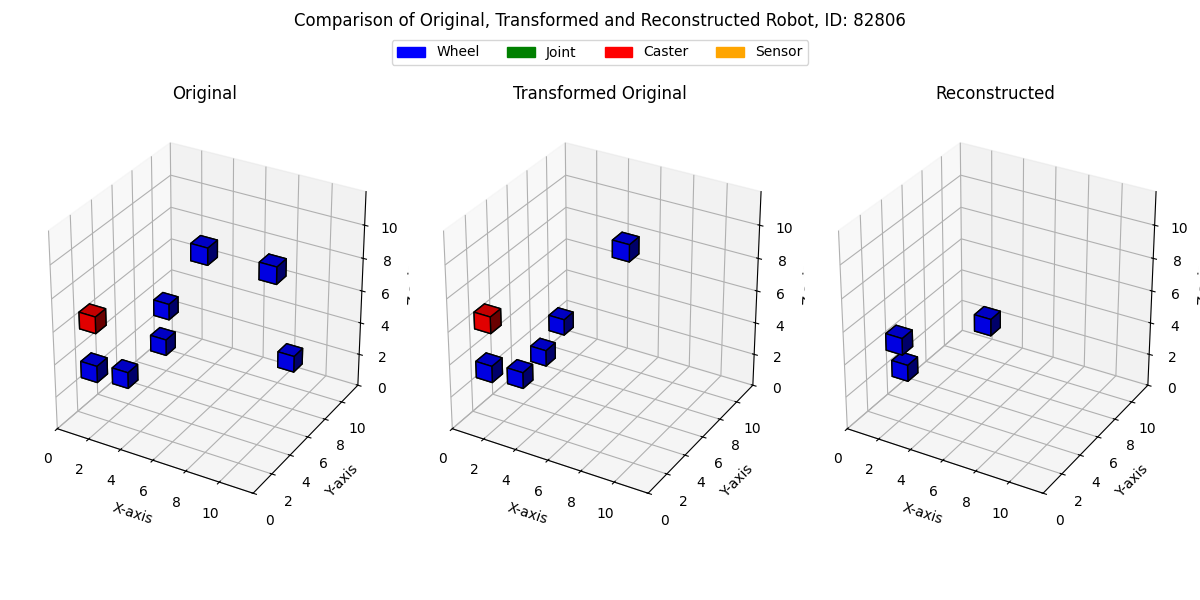 Comparison of Original, Transformed and Reconstructed Robot, ID: 82806
Wheel Joint Caster Sensor
Original Transformed Original Reconstructed
10 10 10
8 8 8
6 6 6
4 4 4
2 2 2
0 0 0
10 10 10
8 8 8
6 6 6
4 4 4
2 2 2
0 0 0
0 2 4 6 8 10 0 2 4 6 8 10 0 2 4 6 8 10
X-axis Y-axis X-axis Y-axis X-axis Y-axis